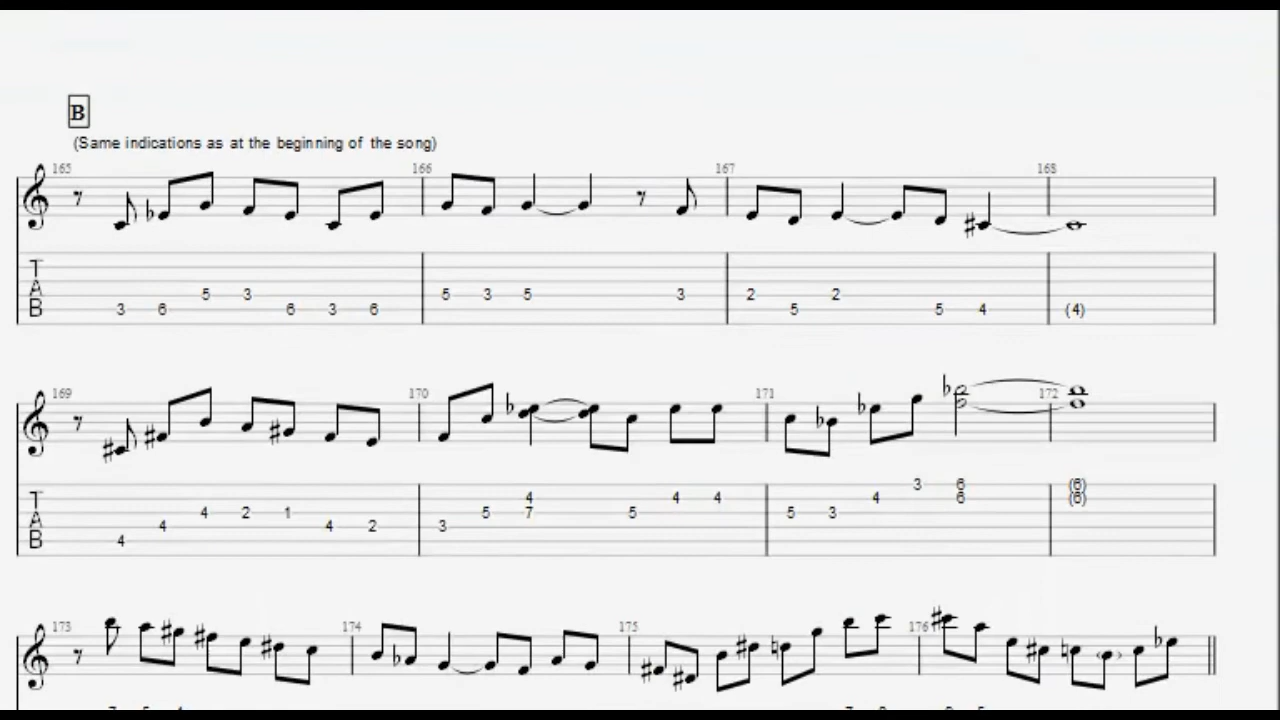 B
(Same indications as at the beginning of the song)
165 166 167 168
T
A
B
5 3 5 3 5 3 2 2
3 6 6 3 6 5 5 4 (4)
169 170 171 172
3 6 (6)
T 4 4 4 4 6 (6)
A 4 2 1 5 7 5 5 3
4 4 2 3
B 4
173 174 175 176